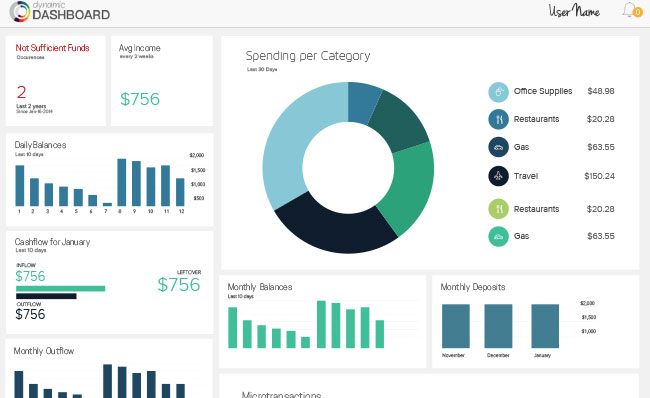 dynamic
DASHBOARD
UserName
0
Not Sufficient Funds
Occurences
2
Last 2 years
Since Jan-16-2014
Avg Income
every 2 weeks
$756
Daily Balances
Last 10 days
$2,000
$1,500
$1,000
$500
1 2 3 4 5 6 7 8 9 10 11 12
Cashflow for January
Last 10 days
INFLOW
$756
OUTFLOW
$756
LEFTOVER
$756
Monthly Outflow
Spending per Category
Last 30 Days
Office Supplies $48.98
Restaurants $20.28
Gas $63.55
Travel $150.24
Restaurants $20.28
Gas $63.55
Monthly Balances
Last 10 days
Monthly Deposits
$2,000
$1,500
$1,000
November December January
Microtransactions